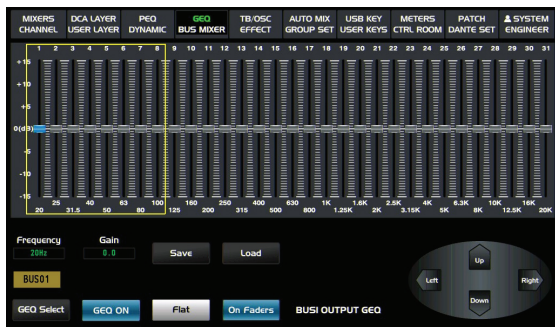 MIXERS DCA LAYER PEQ GEQ TB/OSC AUTO MIX USB KEY METERS PATCH SYSTEM
CHANNEL USER LAYER DYNAMIC BUS MIXER EFFECT GROUP SET USER KEYS CTRL ROOM DANTE SET ENGINEER
1 2 3 4 5 6 7 8 9 10 11 12 13 14 15 16 17 18 19 20 21 22 23 24 25 26 27 28 29 30 31
+15
+10
+5
0(dB)
-5
-10
-15
25 40 63 100 160 250 400 630 1K 1.6K 2.5K 4K 6.3K 10K 16K
20 31.5 50 80 125 200 315 500 800 1.25K 2K 3.15K 5K 8K 12.5K 20K
Frequency Gain
20Hz 0.0 Save Load
Up
BUS01 Left Right
Down
GEQ Select GEQ ON Flat On Faders BUS1 OUTPUT GEQ